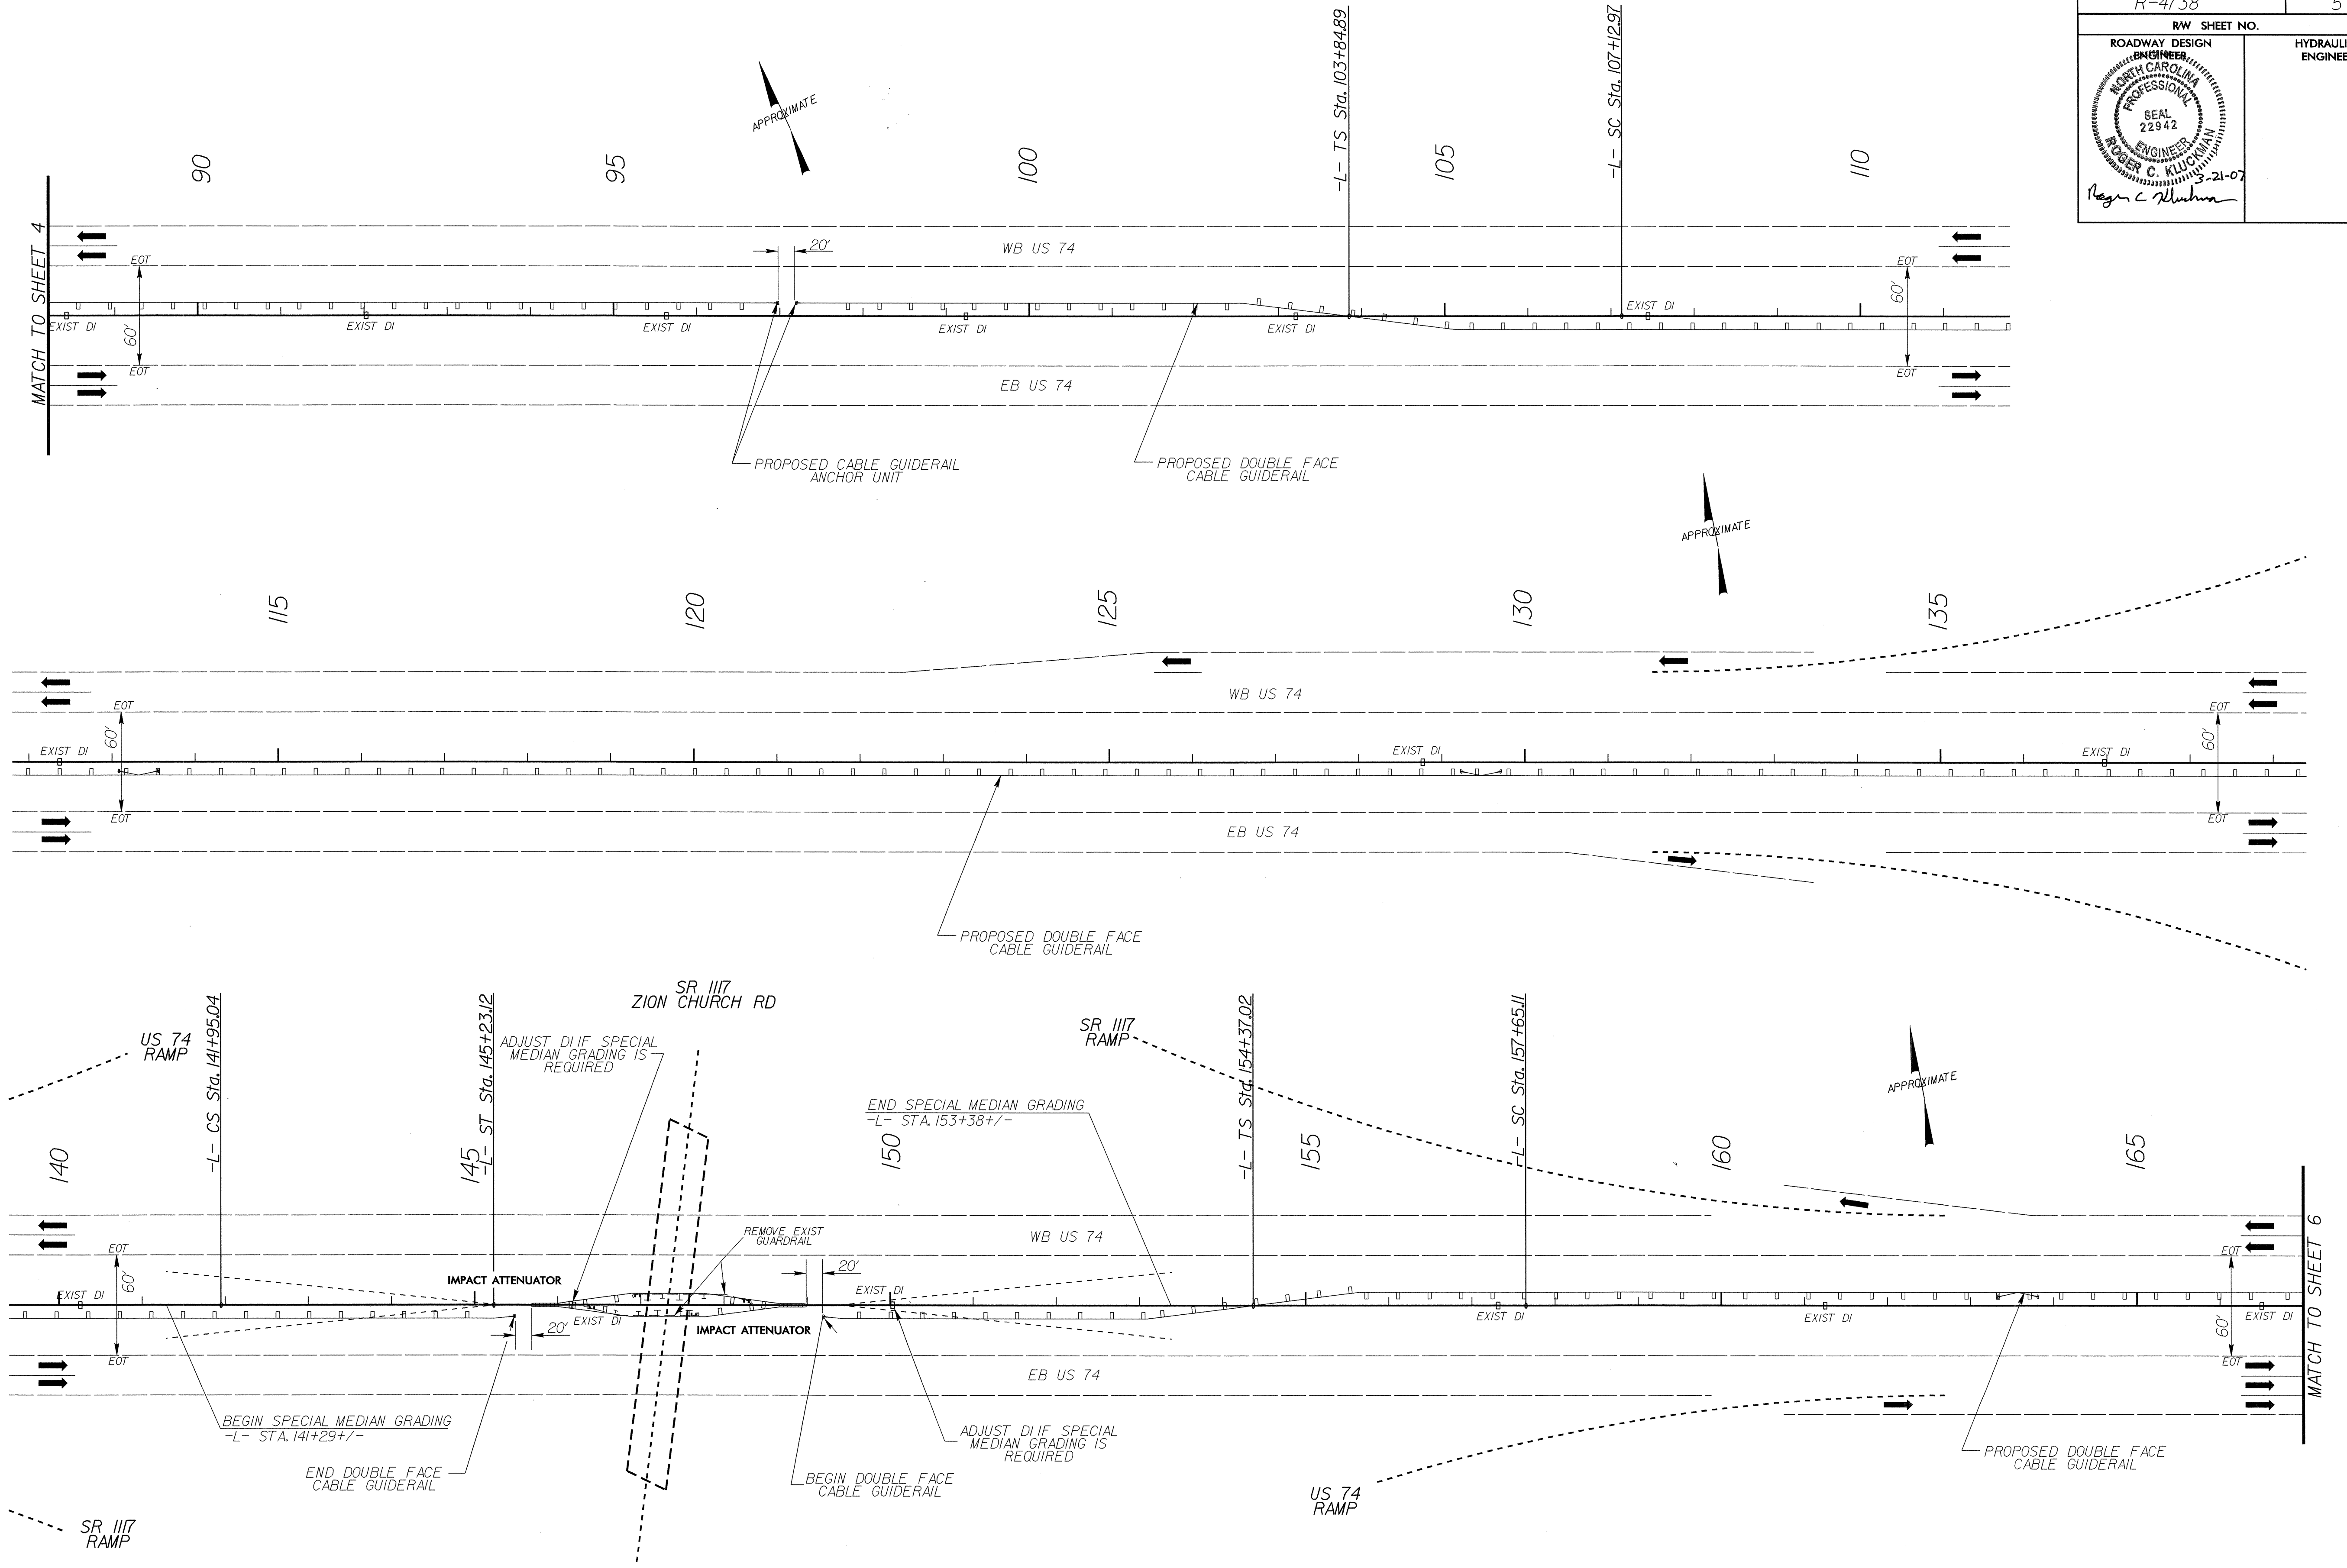 R-4738 5
R/W SHEET NO.
ROADWAY DESIGN
ENGINEER
HYDRAULI
ENGINEE
NORTH CAROLINA
PROFESSIONAL
SEAL
22942
ENGINEER
ROGER C. KLUCKMAN
3-21-07
Roger C Kluckman
-L- TS Sta. 103+84.89
-L- SC Sta. 107+12.97
APPROXIMATE
90
95
100
105
110
MATCH TO SHEET 4
WB US 74
20'
EOT
EOT
60'
60'
EXIST DI
EXIST DI
EXIST DI
EXIST DI
EXIST DI
EXIST DI
EOT
EOT
EB US 74
PROPOSED CABLE GUIDERAIL
ANCHOR UNIT
PROPOSED DOUBLE FACE
CABLE GUIDERAIL
APPROXIMATE
115
120
125
130
135
WB US 74
EOT
EOT
60'
60'
EXIST DI
EXIST DI
EXIST DI
EOT
EOT
EB US 74
PROPOSED DOUBLE FACE
CABLE GUIDERAIL
SR 1117
ZION CHURCH RD
US 74
RAMP
-L- CS Sta. 141+95.04
-L- ST Sta. 145+23.12
ADJUST DI IF SPECIAL
MEDIAN GRADING IS
REQUIRED
SR 1117
RAMP
-L- TS Sta. 154+37.02
-L- SC Sta. 157+65.11
APPROXIMATE
END SPECIAL MEDIAN GRADING
-L- STA. 153+38+/-
140
145
150
155
160
165
REMOVE EXIST
GUARDRAIL
WB US 74
EOT
EOT
60'
60'
IMPACT ATTENUATOR
20'
EXIST DI
EXIST DI
EXIST DI
EXIST DI
EXIST DI
EXIST DI
IMPACT ATTENUATOR
20'
EOT
EOT
EB US 74
MATCH TO SHEET 6
BEGIN SPECIAL MEDIAN GRADING
-L- STA. 141+29+/-
ADJUST DI IF SPECIAL
MEDIAN GRADING IS
REQUIRED
PROPOSED DOUBLE FACE
CABLE GUIDERAIL
END DOUBLE FACE
CABLE GUIDERAIL
BEGIN DOUBLE FACE
CABLE GUIDERAIL
US 74
RAMP
SR 1117
RAMP